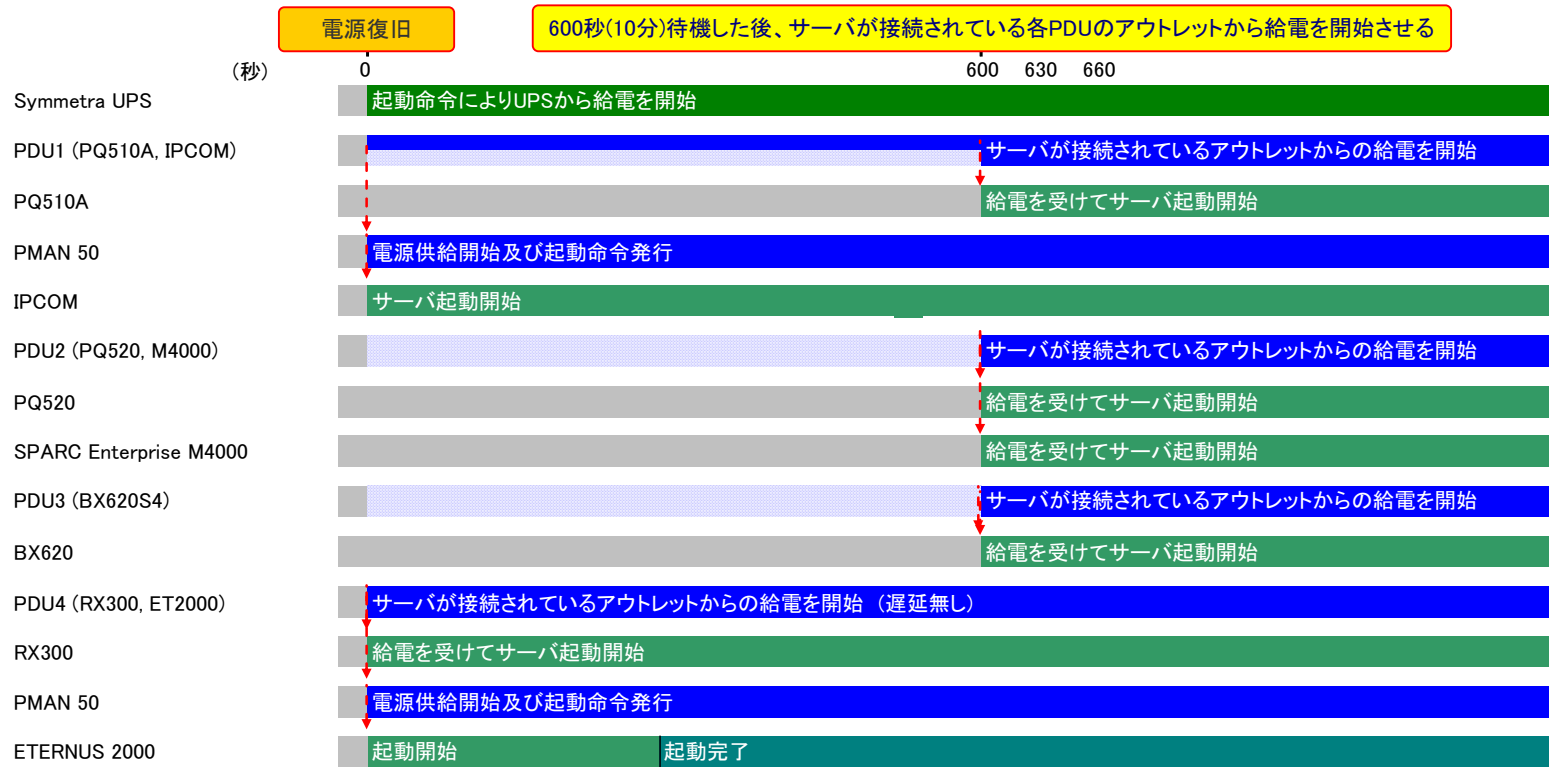 電源復旧
600秒(10分)待機した後、サーバが接続されている各PDUのアウトレットから給電を開始させる
(秒) 0 600 630 660
Symmetra UPS 起動命令によりUPSから給電を開始
PDU1 (PQ510A, IPCOM) サーバが接続されているアウトレットからの給電を開始
PQ510A 給電を受けてサーバ起動開始
PMAN 50 電源供給開始及び起動命令発行
IPCOM サーバ起動開始
PDU2 (PQ520, M4000) サーバが接続されているアウトレットからの給電を開始
PQ520 給電を受けてサーバ起動開始
SPARC Enterprise M4000 給電を受けてサーバ起動開始
PDU3 (BX620S4) サーバが接続されているアウトレットからの給電を開始
BX620 給電を受けてサーバ起動開始
PDU4 (RX300, ET2000) サーバが接続されているアウトレットからの給電を開始 (遅延無し)
RX300 給電を受けてサーバ起動開始
PMAN 50 電源供給開始及び起動命令発行
ETERNUS 2000 起動開始 起動完了